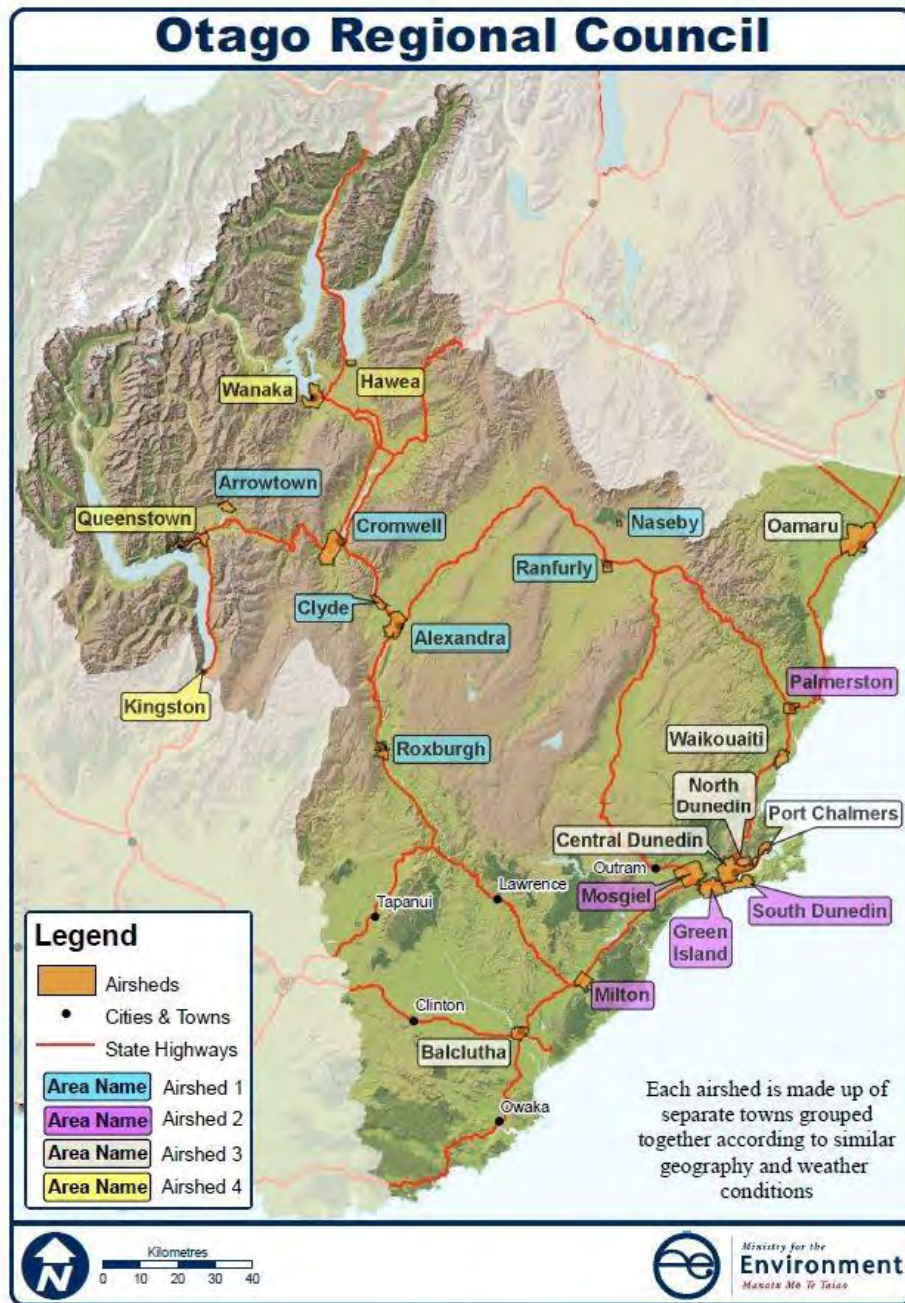 Otago Regional Council
Hawea
Wanaka
Arrowtown
Queenstown
Cromwell
Naseby
Oamaru
Ranfurly
Clyde
Alexandra
Kingston
Palmerston
Roxburgh
Waikouaiti
North
Dunedin
Port Chalmers
Central Dunedin
Outram
Mosgiel
South Dunedin
Green
Island
Lawrence
Tapanui
Milton
Clinton
Balclutha
Owaka
Legend
Airsheds
Cities & Towns
State Highways
Area Name Airshed 1
Area Name Airshed 2
Area Name Airshed 3
Area Name Airshed 4
Each airshed is made up of
separate towns grouped
together according to similar
geography and weather
conditions
N
Kilometres
0 10 20 30 40
Ministry for the
Environment
Manatū Mō Te Taiao